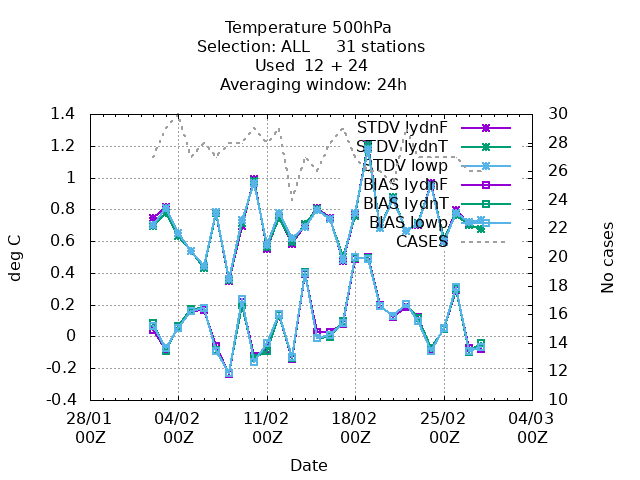 Temperature 500hPa
Selection: ALL 31 stations
Used 12 + 24
Averaging window: 24h
1.4
1.2
1
0.8
0.6
0.4
0.2
0
-0.2
-0.4
deg C
30
28
26
24
22
20
18
16
14
12
10
No cases
STDV lydnF
STDV lydnT
STDV lowp
BIAS lydnF
BIAS lydnT
BIAS lowp
CASES
28/01 04/02 11/02 18/02 25/02 04/03
00Z 00Z 00Z 00Z 00Z 00Z
Date